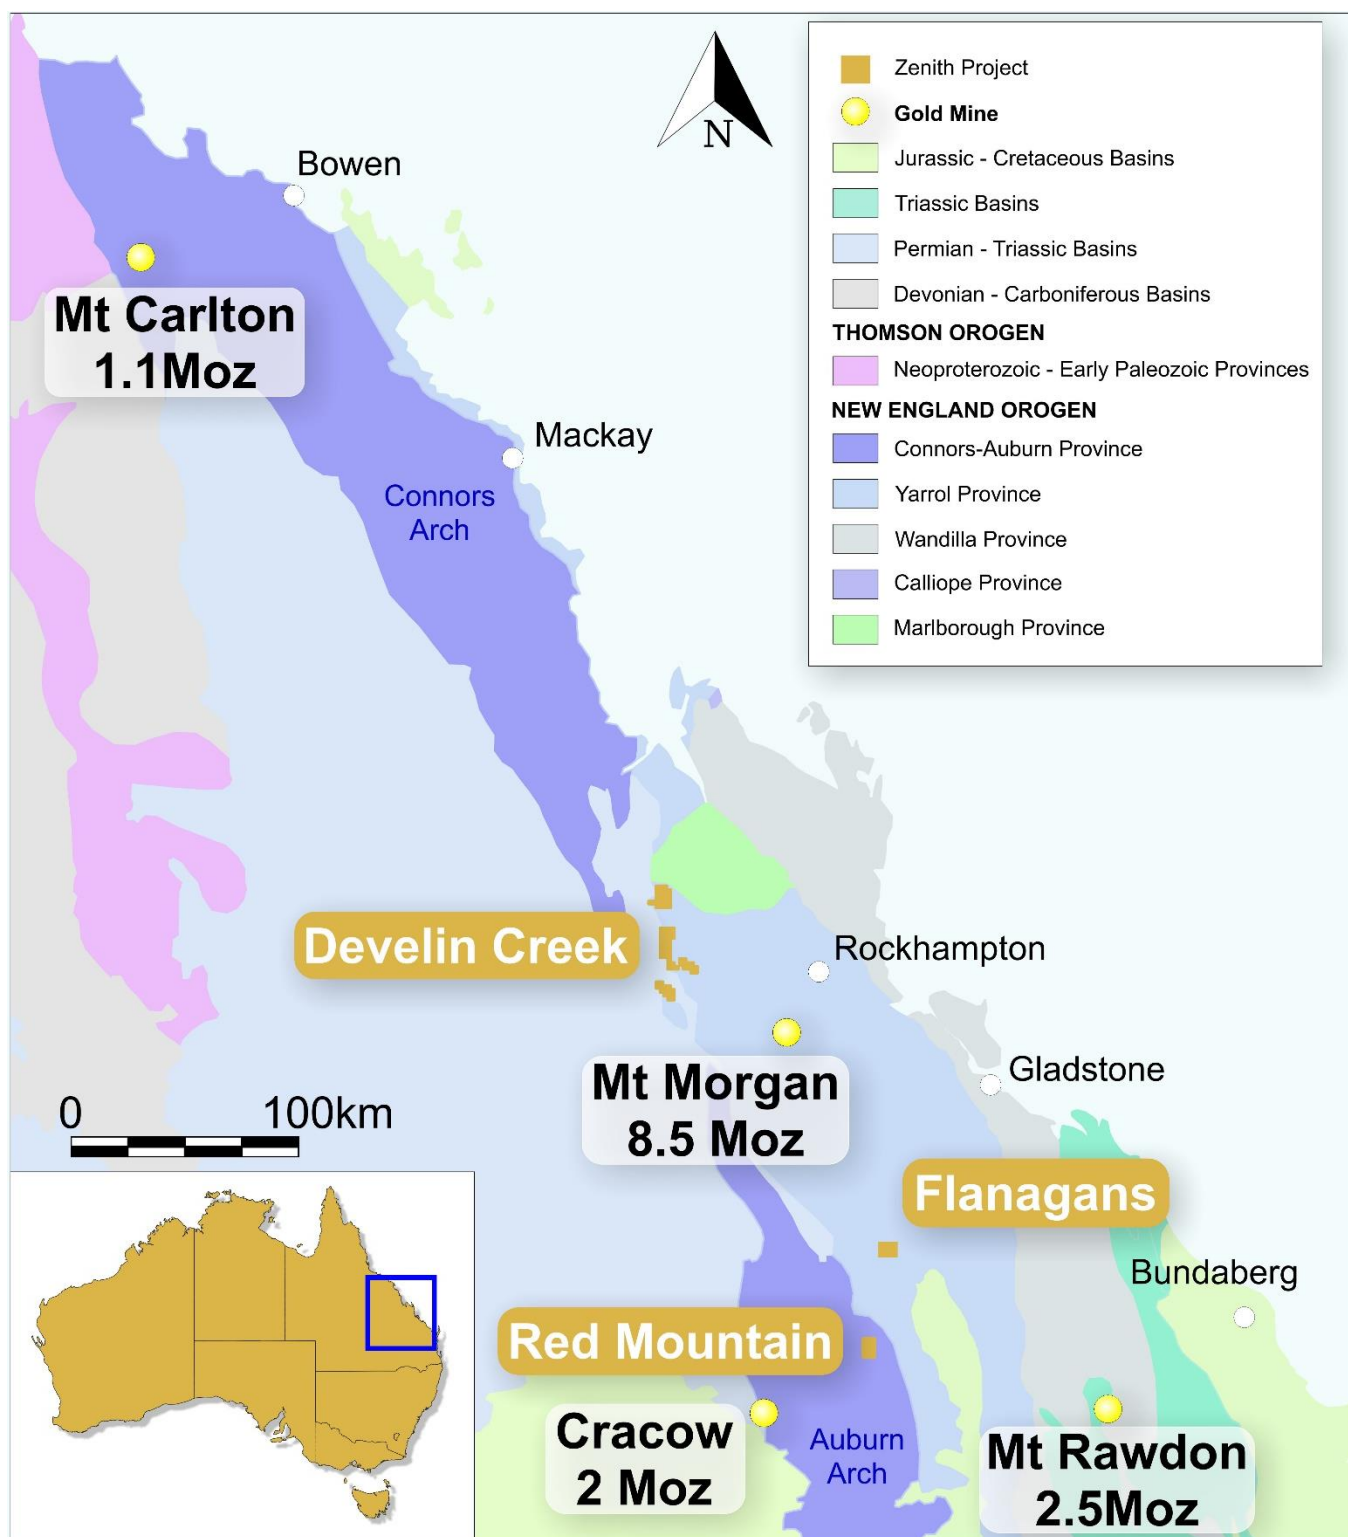 Zenith Project
Gold Mine
Jurassic - Cretaceous Basins
Triassic Basins
Permian - Triassic Basins
Devonian - Carboniferous Basins
THOMSON OROGEN
Neoproterozoic - Early Paleozoic Provinces
NEW ENGLAND OROGEN
Connors-Auburn Province
Yarrol Province
Wandilla Province
Calliope Province
Marlborough Province
N
Bowen
Mt Carlton
1.1Moz
Mackay
Connors
Arch
Develin Creek
Rockhampton
Mt Morgan
8.5 Moz
Gladstone
0 100km
Flanagans
Bundaberg
Red Mountain
Cracow
2 Moz
Auburn
Arch
Mt Rawdon
2.5Moz